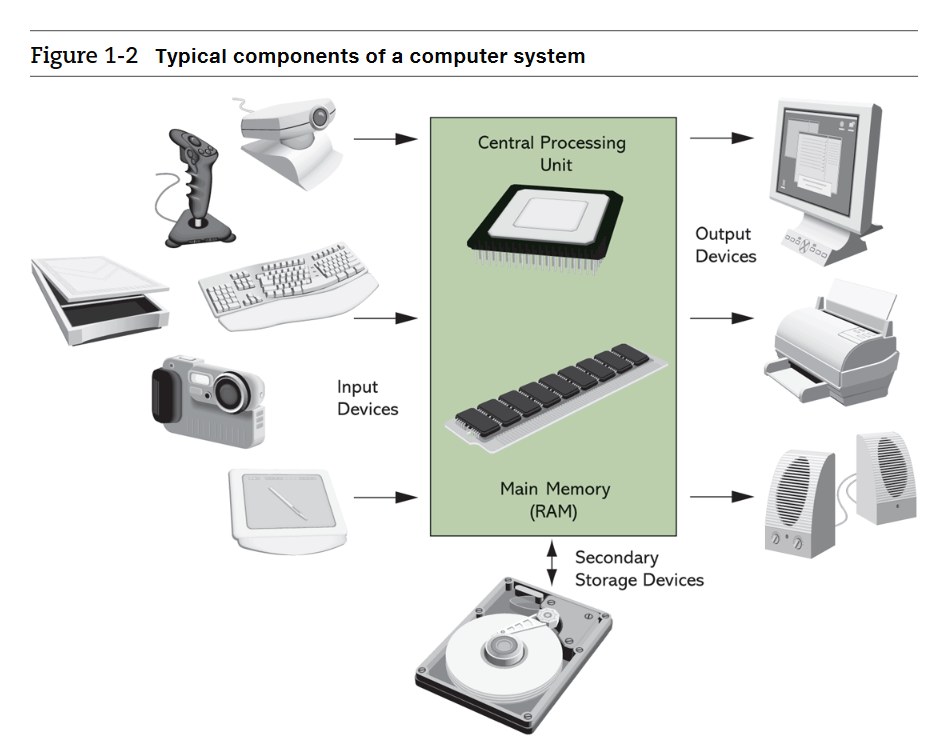 Figure 1-2 Typical components of a computer system
Central Processing
Unit
Output
Devices
Input
Devices
Main Memory
(RAM)
Secondary
Storage Devices